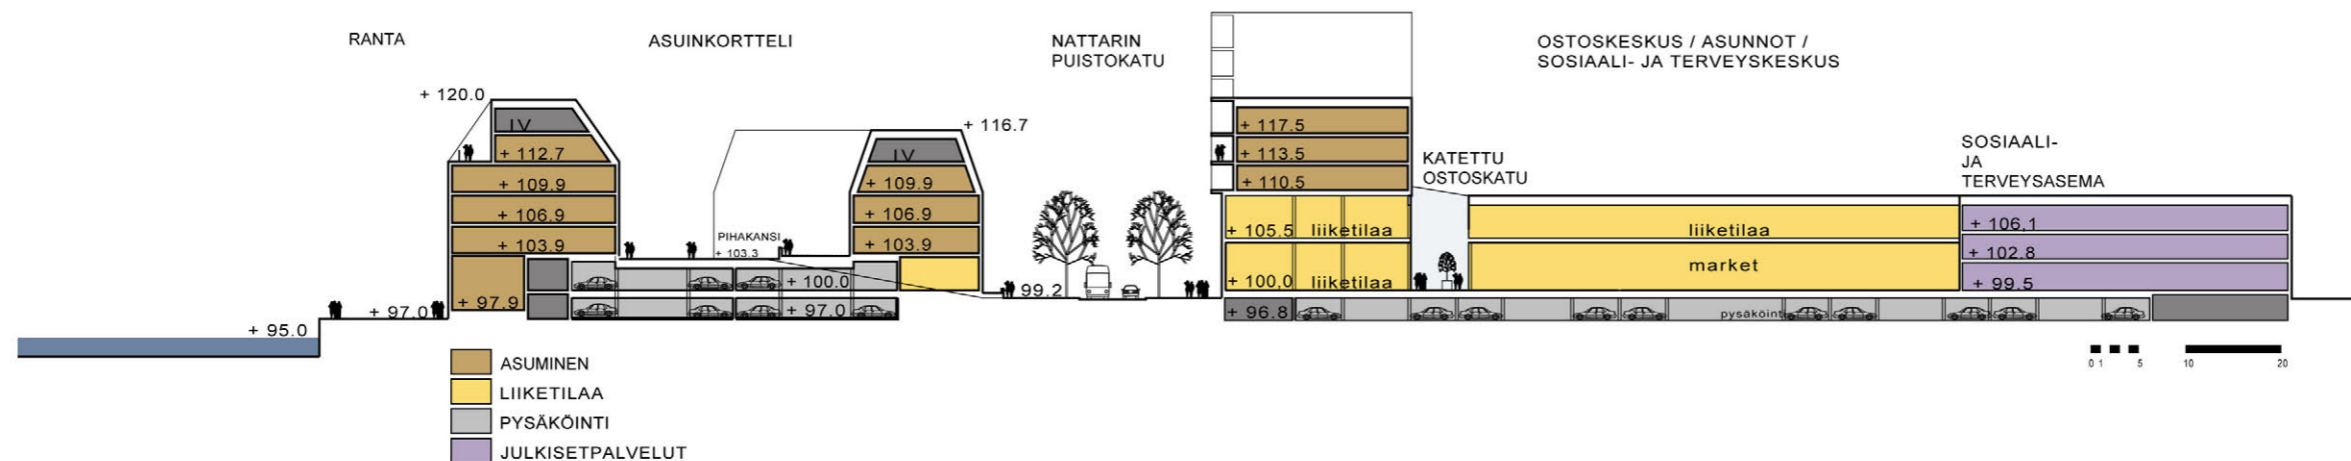 RANTA
ASUINKORTTELI
NATTARIN
PUISTOKATU
OSTOSKESKUS / ASUNNOT /
SOSIAALI- JA TERVEYSKESKUS
+ 120.0
IV
+ 112.7
+ 109.9
+ 106.9
+ 103.9
+ 97.9
+ 97.0
+ 95.0
PIHAKANSI
+ 103.3
+ 100.0
+ 97.0
+ 116.7
IV
+ 109.9
+ 106.9
+ 103.9
99.2
+ 117.5
+ 113.5
+ 110.5
+ 105.5 liiketilaa
+ 100,0 liiketilaa
+ 96.8
KATETTU
OSTOSKATU
liiketilaa
market
pysäköinti
SOSIAALI-
JA
TERVEYSASEMA
+ 106,1
+ 102.8
+ 99.5
0 1 5 10 20
ASUMINEN
LIIKETILAA
PYSÄKÖINTI
JULKISETPALVELUT